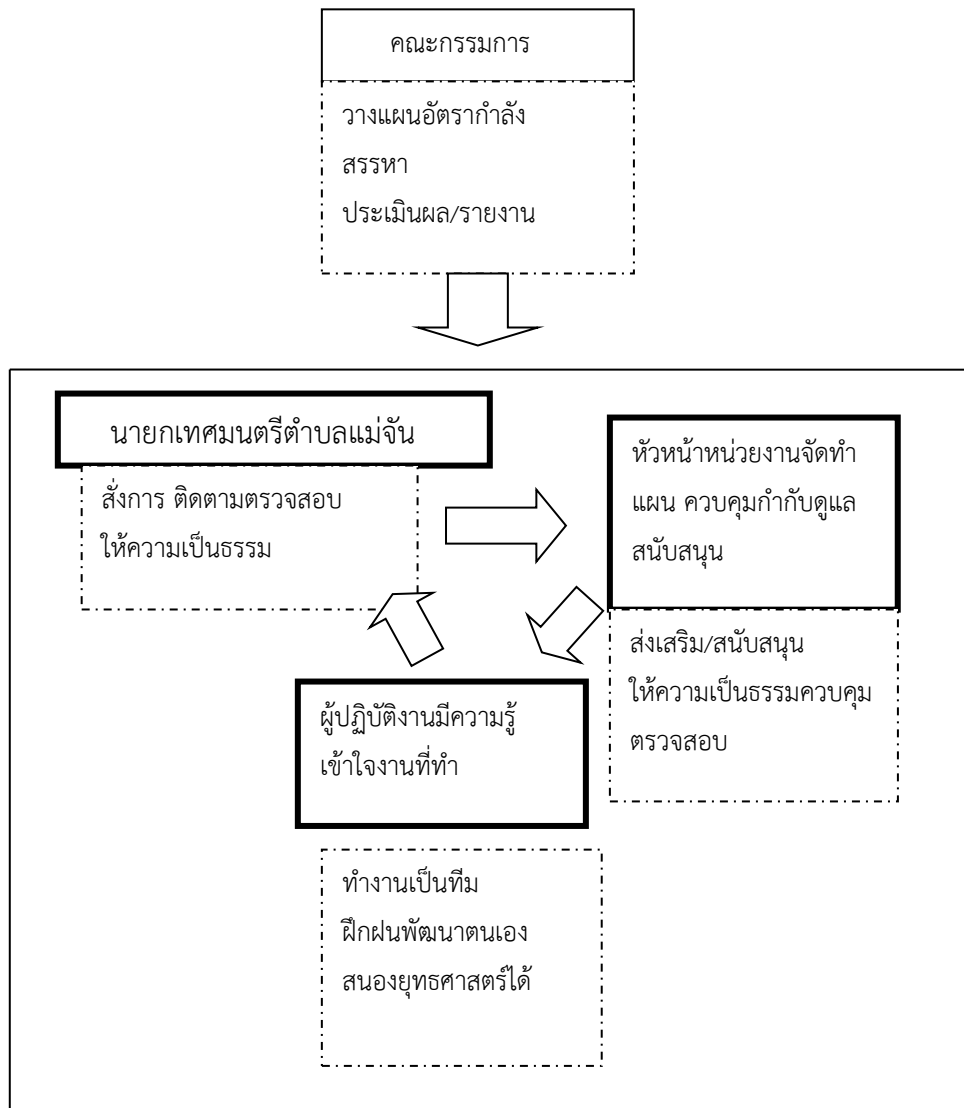 คณะกรรมการ
วางแผนอัตรากำลัง
สรรหา
ประเมินผล/รายงาน
นายกเทศมนตรีตำบลแม่จัน
สั่งการ ติดตามตรวจสอบ
ให้ความเป็นธรรม
หัวหน้าหน่วยงานจัดทำ
แผน ควบคุมกำกับดูแล
สนับสนุน
ส่งเสริม/สนับสนุน
ให้ความเป็นธรรมควบคุม
ตรวจสอบ
ผู้ปฏิบัติงานมีความรู้
เข้าใจงานที่ทำ
ทำงานเป็นทีม
ฝึกฝนพัฒนาตนเอง
สนองยุทธศาสตร์ได้